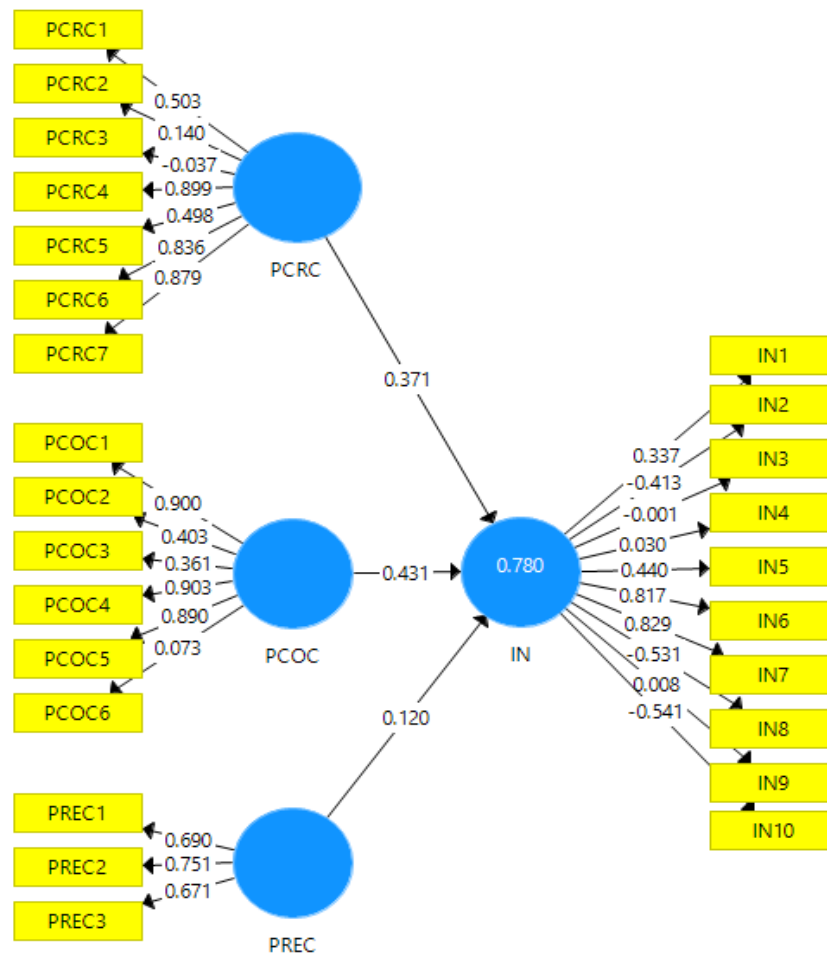 PCRC1
PCRC2
PCRC3
PCRC4
PCRC5
PCRC6
PCRC7
0.503
0.140
-0.037
0.899
0.498
0.836
0.879
PCRC
0.371
PCOC1
PCOC2
PCOC3
PCOC4
PCOC5
PCOC6
0.900
0.403
0.361
0.903
0.890
0.073
PCOC
0.431
PREC1
PREC2
PREC3
0.690
0.751
0.671
PREC
0.120
0.780
IN
0.337
-0.413
-0.001
0.030
0.440
0.817
0.829
-0.531
0.008
-0.541
IN1
IN2
IN3
IN4
IN5
IN6
IN7
IN8
IN9
IN10